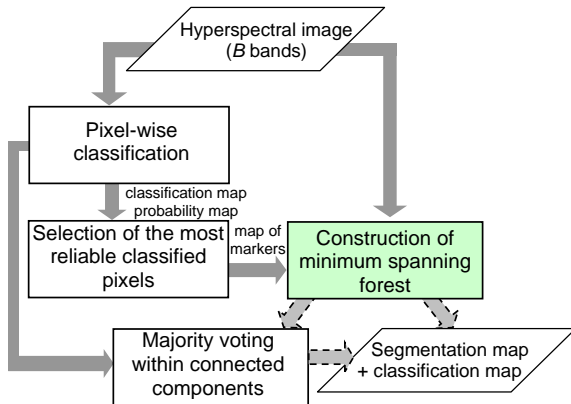 Hyperspectral image
(B bands)
Pixel-wise
classification
classification map
probability map
Selection of the most
reliable classified
pixels
map of
markers
Construction of
minimum spanning
forest
Majority voting
within connected
components
Segmentation map
+ classification map